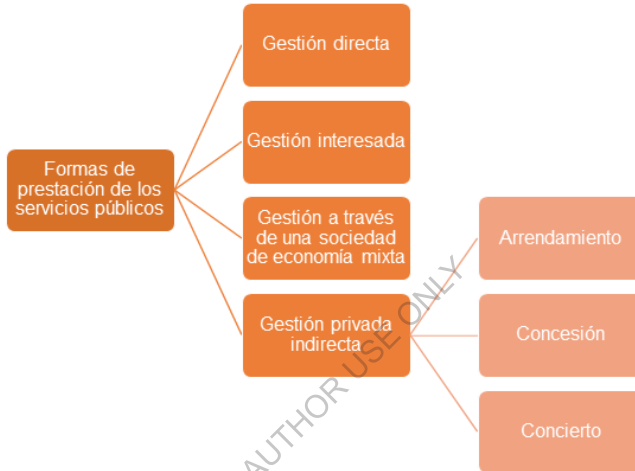 Gestión directa
Gestión interesada
Formas de
prestación de los
servicios públicos
Gestión a través
de una sociedad
de economía mixta
Gestión privada
indirecta
Arrendamiento
Concesión
Concierto
AUTHOR USE ONLY